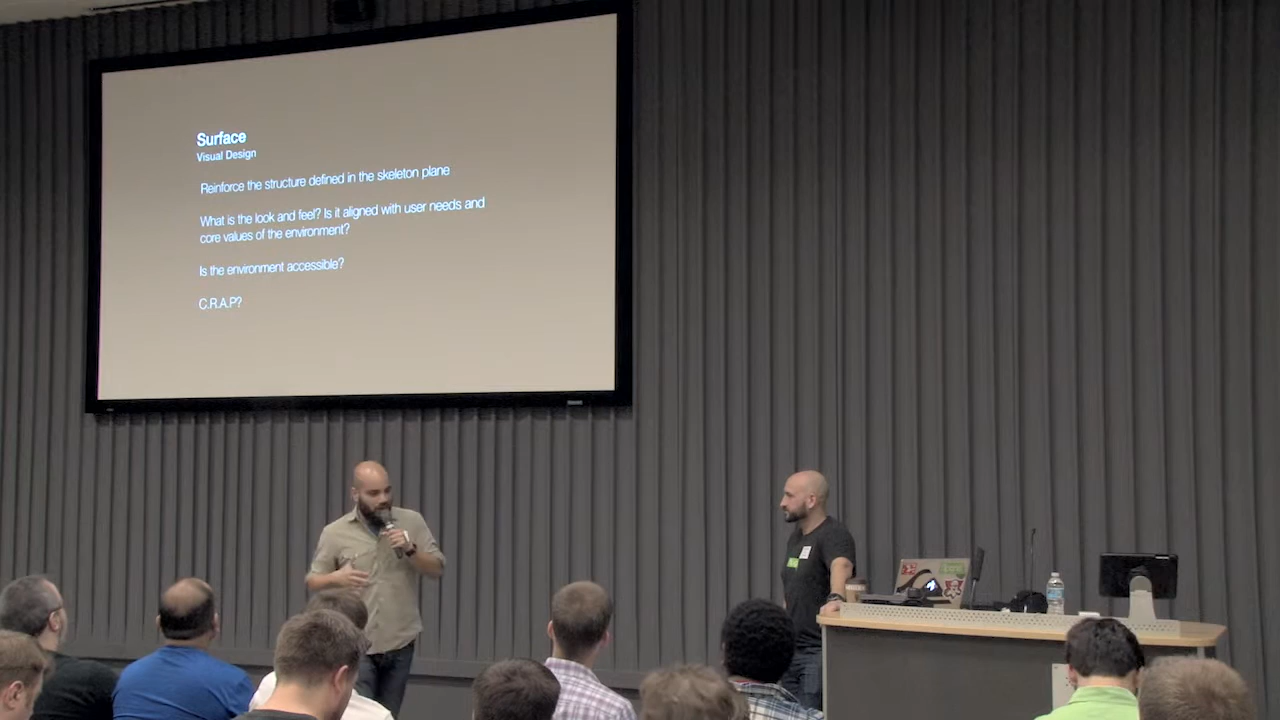 Surface
Visual Design
Reinforce the structure defined in the skeleton plane
What is the look and feel? Is it aligned with user needs and
core values of the environment?
Is the environment accessible?
C.R.A.P?